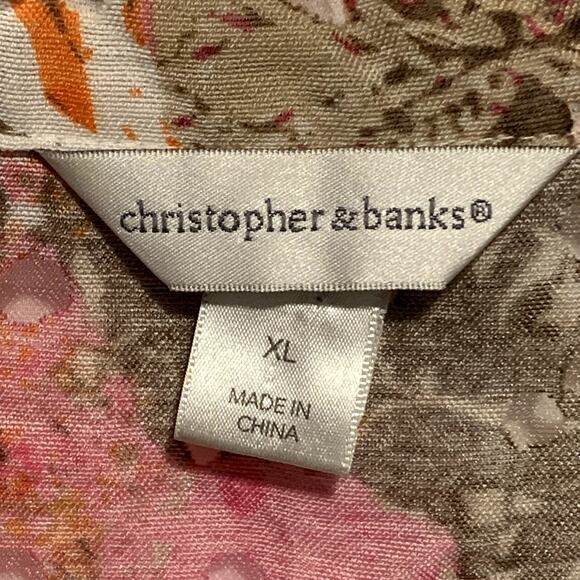 christopher & banks®
XL
MADE IN
CHINA